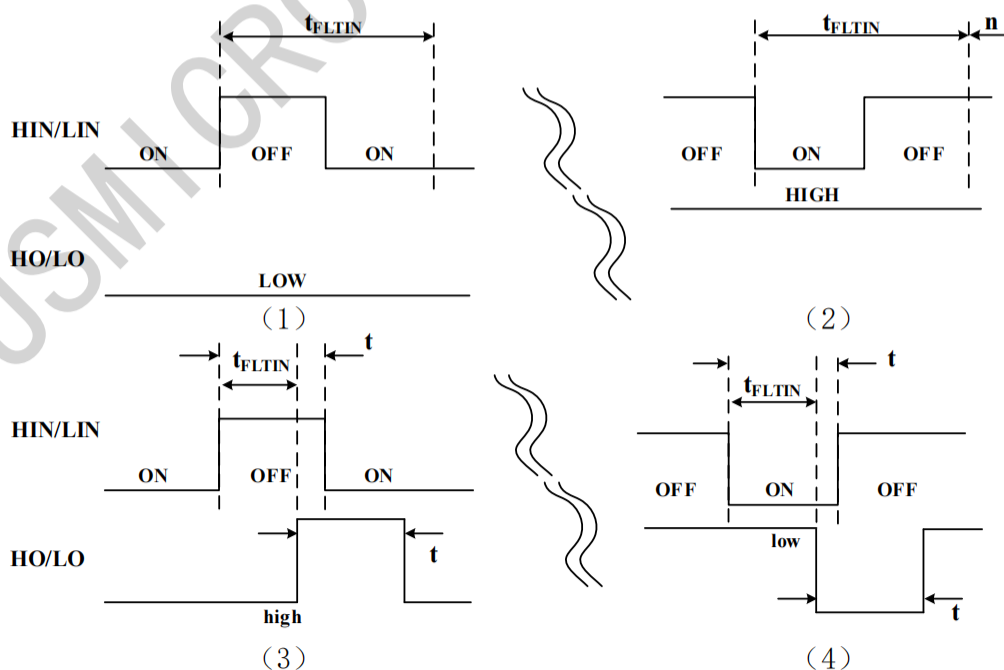 USMICRO
tFLTIN
HIN/LIN
ON OFF ON
HO/LO
LOW
(1)
tFLTIN n
OFF ON OFF
HIGH
(2)
tFLTIN t
HIN/LIN
ON OFF ON
HO/LO
t
high
(3)
tFLTIN t
OFF ON OFF
low
t
(4)